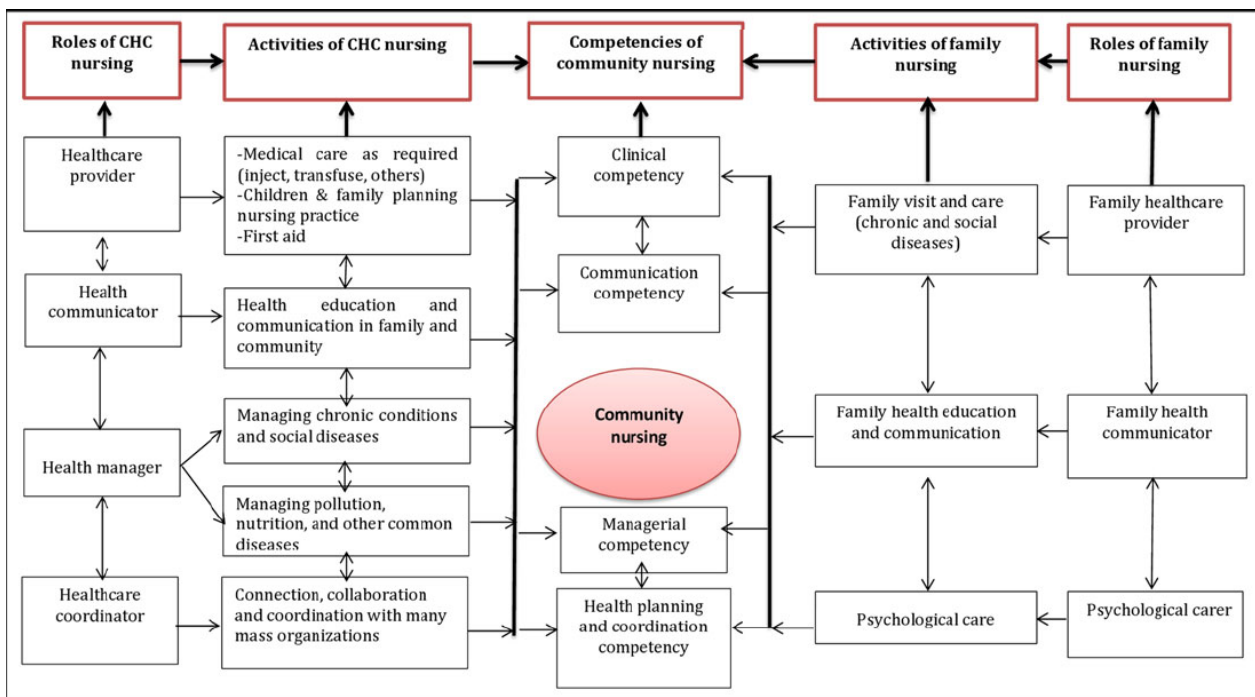 Roles of CHC
nursing
Activities of CHC nursing
Competencies of
community nursing
Activities of family
nursing
Roles of family
nursing
Healthcare
provider
Health
communicator
Health manager
Healthcare
coordinator
-Medical care as required
(inject, transfuse, others)
-Children & family planning
nursing practice
-First aid
Health education and
communication in family and
community
Managing chronic conditions
and social diseases
Managing pollution,
nutrition, and other common
diseases
Connection, collaboration
and coordination with many
mass organizations
Clinical
competency
Communication
competency
Community
nursing
Managerial
competency
Health planning
and coordination
competency
Family visit and care
(chronic and social
diseases)
Family health education
and communication
Psychological care
Family healthcare
provider
Family health
communicator
Psychological carer